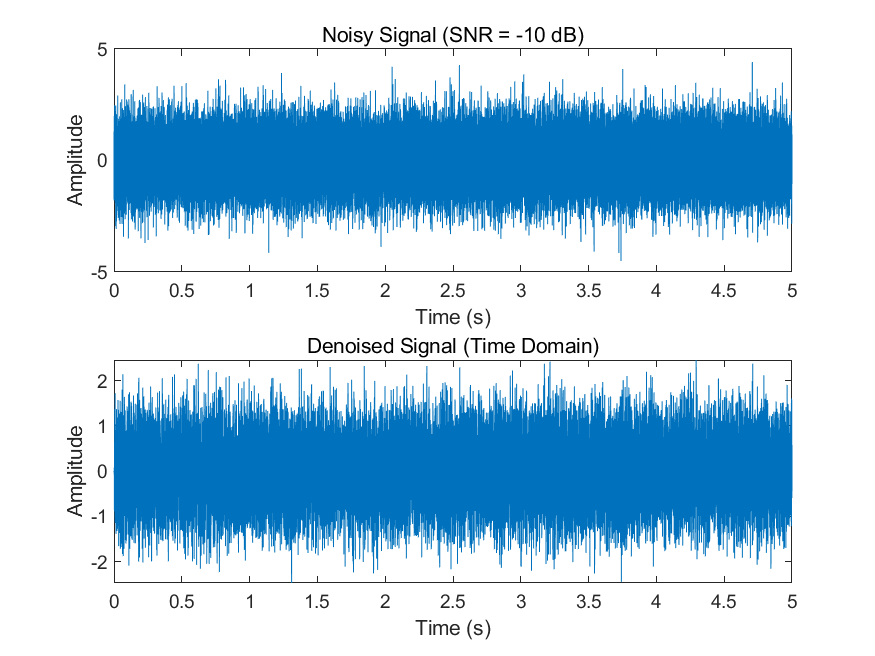 Noisy Signal (SNR = -10 dB)
5
0
-5
Amplitude
0 0.5 1 1.5 2 2.5 3 3.5 4 4.5 5
Time (s)
Denoised Signal (Time Domain)
2
1
0
-1
-2
Amplitude
0 0.5 1 1.5 2 2.5 3 3.5 4 4.5 5
Time (s)